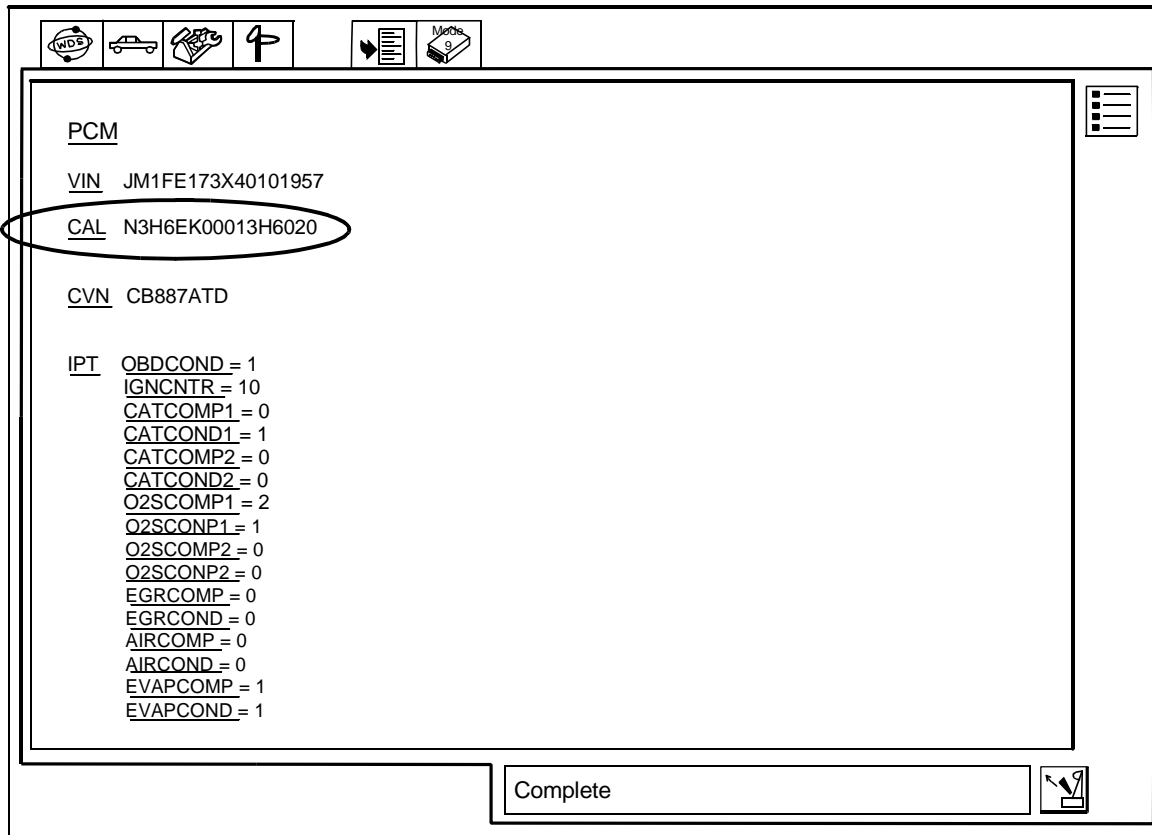 WDS
Mode
9
PCM
VIN JM1FE173X40101957
CAL N3H6EK00013H6020
CVN CB887ATD
IPT OBDCOND = 1
IGNCNTR = 10
CATCOMP1 = 0
CATCOND1 = 1
CATCOMP2 = 0
CATCOND2 = 0
O2SCOMP1 = 2
O2SCONP1 = 1
O2SCOMP2 = 0
O2SCONP2 = 0
EGRCOMP = 0
EGRCOND = 0
AIRCOMP = 0
AIRCOND = 0
EVAPCOMP = 1
EVAPCOND = 1
Complete